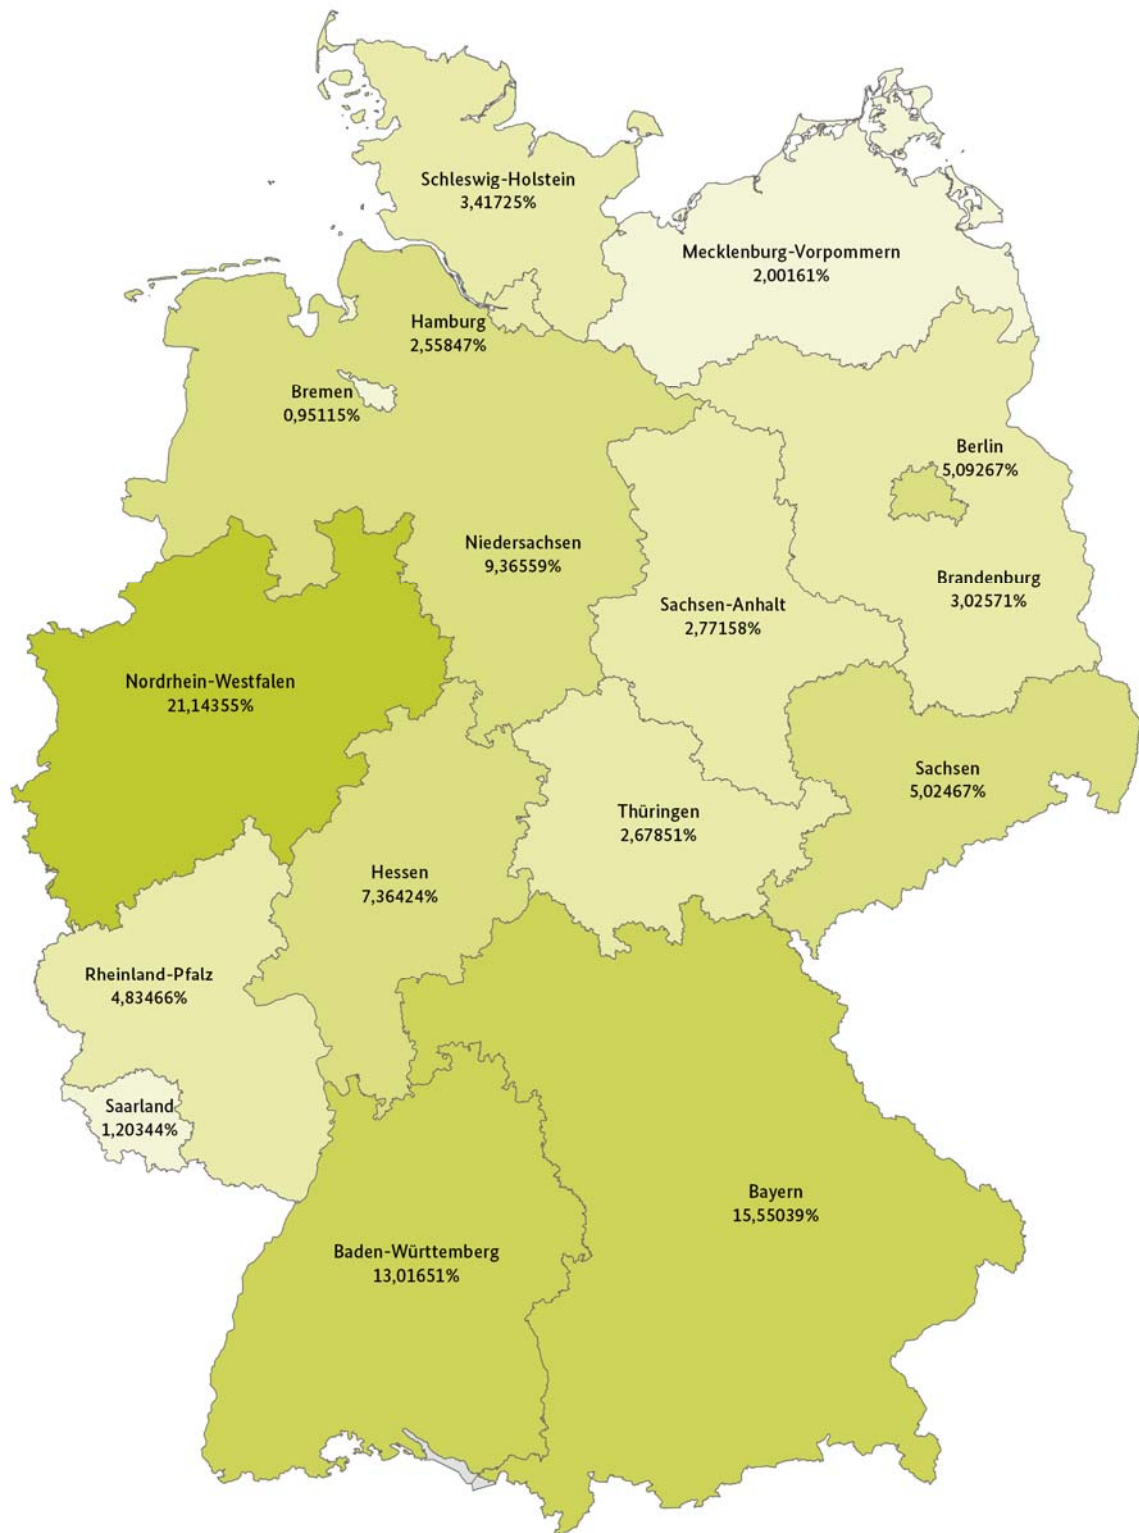 Schleswig-Holstein
3,41725%
Mecklenburg-Vorpommern
2,00161%
Hamburg
2,55847%
Bremen
0,95115%
Berlin
5,09267%
Niedersachsen
9,36559%
Brandenburg
3,02571%
Sachsen-Anhalt
2,77158%
Nordrhein-Westfalen
21,14355%
Sachsen
5,02467%
Thüringen
2,67851%
Hessen
7,36424%
Rheinland-Pfalz
4,83466%
Saarland
1,20344%
Bayern
15,55039%
Baden-Württemberg
13,01651%